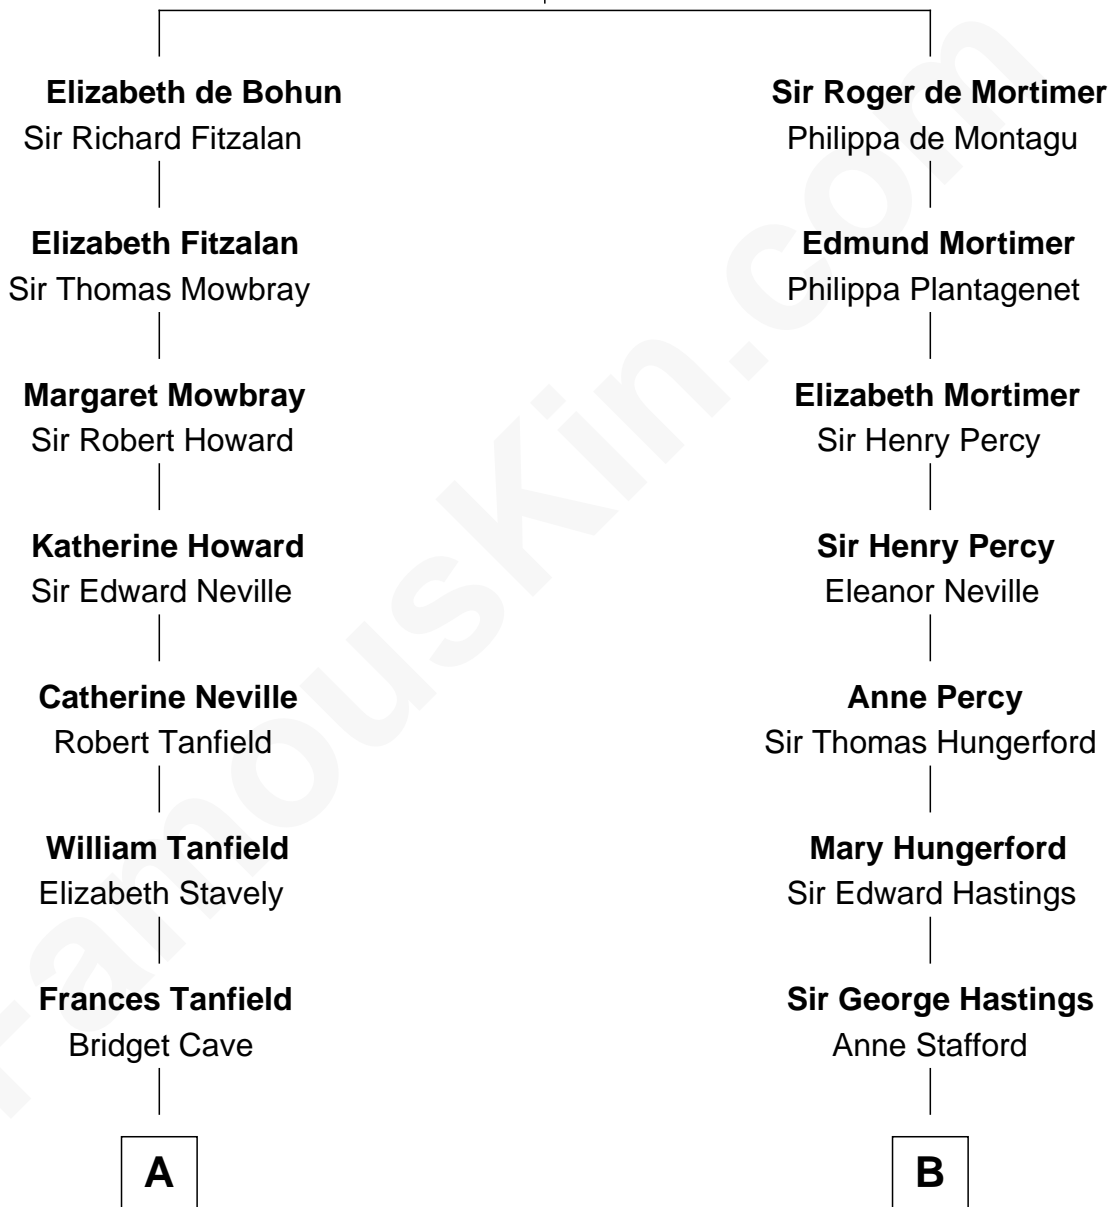 Elizabeth de Bohun
Sir Richard Fitzalan
Elizabeth Fitzalan
Sir Thomas Mowbray
Margaret Mowbray
Sir Robert Howard
Katherine Howard
Sir Edward Neville
Catherine Neville
Robert Tanfield
William Tanfield
Elizabeth Stavely
Frances Tanfield
Bridget Cave
A
Sir Roger de Mortimer
Philippa de Montagu
Edmund Mortimer
Philippa Plantagenet
Elizabeth Mortimer
Sir Henry Percy
Sir Henry Percy
Eleanor Neville
Anne Percy
Sir Thomas Hungerford
Mary Hungerford
Sir Edward Hastings
Sir George Hastings
Anne Stafford
B
FamousKin.com